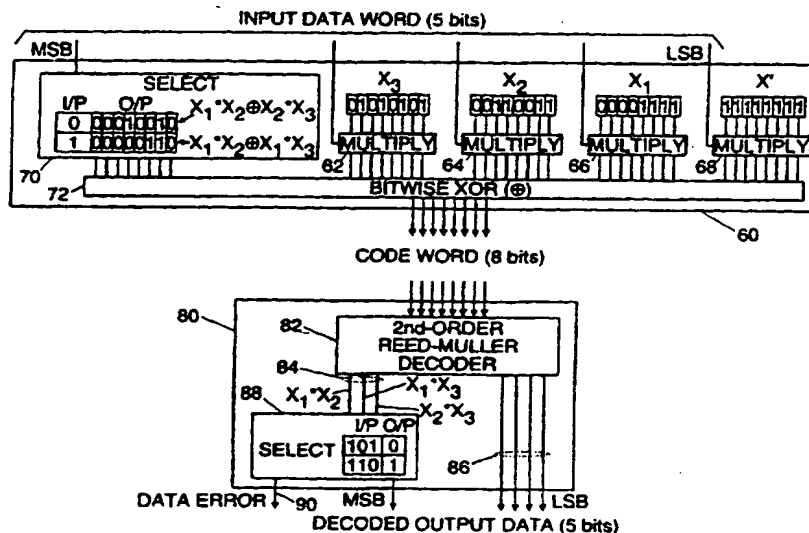 INPUT DATA WORD (5 bits)
MSB
LSB
SELECT
I/P
O/P
0
00010010
X₁*X₂⊕X₂*X₃
1
00000110
X₁*X₂⊕X₁*X₃
X₃
01010101
MULTIPLY
X₂
00110011
MULTIPLY
X₁
00001111
MULTIPLY
X'
11111111
MULTIPLY
70
62
64
66
68
72
BITWISE XOR (⊕)
60
CODE WORD (8 bits)
80
82
2nd-ORDER
REED-MULLER
DECODER
84
X₁*X₂
X₁*X₃
X₂*X₃
88
SELECT
I/P O/P
101 0
110 1
86
DATA ERROR
90
MSB
LSB
DECODED OUTPUT DATA (5 bits)